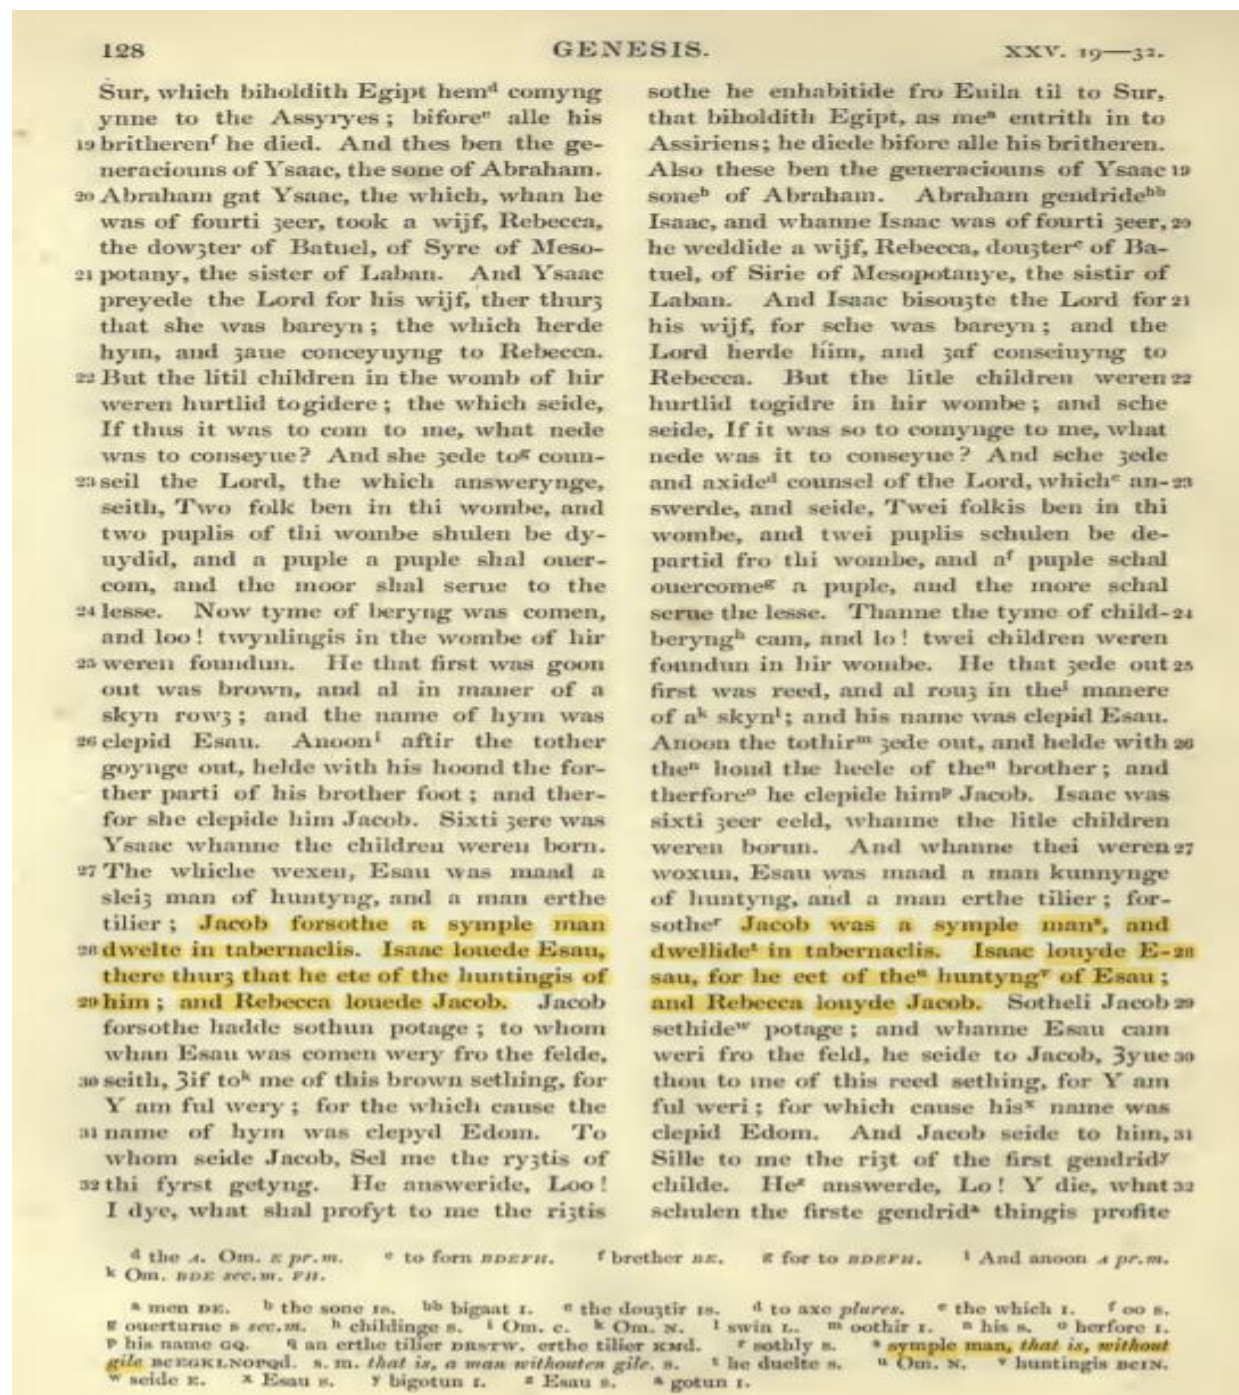 128
GENESIS.
XXV. 19—32.
Sur, which biholdith Egipt hemᵈ comyng
ynne to the Assyryes; biforeᵉ alle his
19 britherenᶠ he died. And thes ben the ge-
neraciouns of Ysaac, the sone of Abraham.
20 Abraham gat Ysaac, the which, whan he
was of fourti ȝeer, took a wijf, Rebecca,
the dowȝter of Batuel, of Syre of Meso-
21 potany, the sister of Laban. And Ysaac
preyede the Lord for his wijf, ther thurȝ
that she was bareyn; the which herde
hym, and ȝaue conceyuyng to Rebecca.
22 But the litil children in the womb of hir
weren hurtlid togidere; the which seide,
If thus it was to com to me, what nede
was to conseyue? And she ȝede toᵍ coun-
23 seil the Lord, the which answerynge,
seith, Two folk ben in thi wombe, and
two puplis of thi wombe shulen be dy-
uydid, and a puple a puple shal ouer-
com, and the moor shal serue to the
24 lesse. Now tyme of beryng was comen,
and loo! twynlingis in the wombe of hir
25 weren foundun. He that first was goon
out was brown, and al in maner of a
skyn rowȝ; and the name of hym was
26 clepid Esau. Anoonⁱ aftir the tother
goynge out, helde with his hoond the for-
ther parti of his brother foot; and ther-
for she clepide him Jacob. Sixti ȝere was
Ysaac whanne the children weren born.
27 The whiche wexen, Esau was maad a
sleiȝ man of huntyng, and a man erthe
tilier; Jacob forsothe a symple man
28 dwelte in tabernaclis. Isaac louede Esau,
there thurȝ that he ete of the huntingis of
29 him; and Rebecca louede Jacob. Jacob
forsothe hadde sothun potage; to whom
whan Esau was comen wery fro the felde,
30 seith, Ȝif toᵏ me of this brown sething, for
Y am ful wery; for the which cause the
31 name of hym was clepyd Edom. To
whom seide Jacob, Sel me the ryȝtis of
32 thi fyrst getyng. He answeride, Loo!
I dye, what shal profyt to me the riȝtis
sothe he enhabitide fro Euila til to Sur,
that biholdith Egipt, as meᵃ entrith in to
Assiriens; he diede bifore alle his britheren.
Also these ben the generaciouns of Ysaac 19
soneᵇ of Abraham. Abraham gendrideᵇᵇ
Isaac, and whanne Isaac was of fourti ȝeer, 20
he weddide a wijf, Rebecca, douȝterᶜ of Ba-
tuel, of Sirie of Mesopotanye, the sistir of
Laban. And Isaac bisouȝte the Lord for 21
his wijf, for sche was bareyn; and the
Lord herde him, and ȝaf conseiuyng to
Rebecca. But the litle children weren 22
hurtlid togidre in hir wombe; and sche
seide, If it was so to comynge to me, what
nede was it to conseyue? And sche ȝede
and axideᵈ counsel of the Lord, whichᵉ an- 23
swerde, and seide, Twei folkis ben in thi
wombe, and twei puplis schulen be de-
partid fro thi wombe, and aᶠ puple schal
ouercomeᵍ a puple, and the more schal
serue the lesse. Thanne the tyme of child- 24
beryngʰ cam, and lo! twei children weren
foundun in hir wombe. He that ȝede out 25
first was reed, and al rouȝ in theⁱ manere
of aᵏ skynˡ; and his name was clepid Esau.
Anoon the tothirᵐ ȝede out, and helde with 26
theⁿ hond the heele of theⁿ brother; and
therforeᵒ he clepide himᵖ Jacob. Isaac was
sixti ȝeer eeld, whanne the litle children
weren borun. And whanne thei weren 27
woxun, Esau was maad a man kunnynge
of huntyng, and a man erthe tilier; for-
sotheʳ Jacob was a symple manˢ, and
dwellideᵗ in tabernaclis. Isaac louyde E- 28
sau, for he eet of theᵘ huntyngᵛ of Esau;
and Rebecca louyde Jacob. Sotheli Jacob 29
sethideʷ potage; and whanne Esau cam
weri fro the feld, he seide to Jacob, Ȝyue 30
thou to me of this reed sething, for Y am
ful weri; for which cause hisˣ name was
clepid Edom. And Jacob seide to him, 31
Sille to me the riȝt of the first gendridʸ
childe. Heᶻ answerde, Lo! Y die, what 32
schulen the firste gendridᵃ thingis profite
ᵈ the A. Om. E pr.m. ᵉ to forn BDEFH. ᶠ brether BE. ᵍ for to BDEFH. ⁱ And anoon A pr.m.
ᵏ Om. BDE sec.m. FH.
ᵃ men DE. ᵇ the sone IS. ᵇᵇ bigaat I. ᶜ the douȝtir IS. ᵈ to axe plures. ᵉ the which I. ᶠ oo S.
ᵍ ouerturne S sec.m. ʰ childinge S. ⁱ Om. C. ᵏ Om. N. ˡ swin L. ᵐ oothir I. ⁿ his S. ᵒ herfore I.
ᵖ his name GQ. ᑫ an erthe tilier DRSTW. erthe tilier KMD. ʳ sothly S. ˢ symple man, that is, without
gile BCEGKLNOPQd. S. M. that is, a man withouten gile. S. ᵗ he duelte S. ᵘ Om. N. ᵛ huntingis BCIN.
ʷ seide E. ˣ Esau S. ʸ bigotun I. ᶻ Esau S. ᵃ gotun I.